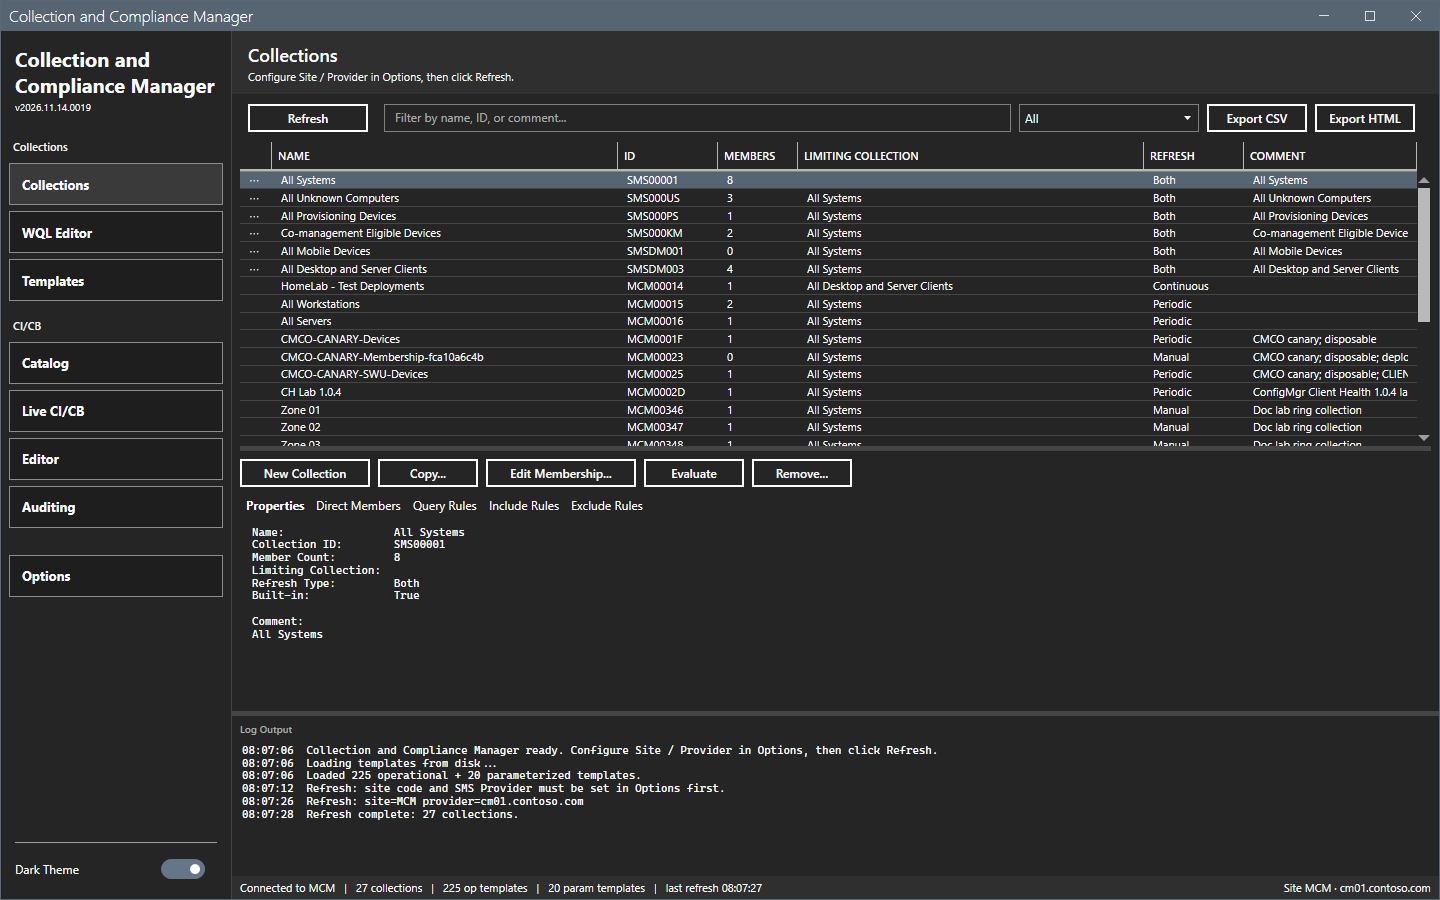 Collection and Compliance Manager
Collection and
Compliance Manager
v2026.11.14.0019
Collections
Collections
WQL Editor
Templates
CI/CB
Catalog
Live CI/CB
Editor
Auditing
Options
Dark Theme
Collections
Configure Site / Provider in Options, then click Refresh.
Refresh
Filter by name, ID, or comment...
All
Export CSV
Export HTML
NAME ID MEMBERS LIMITING COLLECTION REFRESH COMMENT
... All Systems SMS00001 8 Both All Systems
... All Unknown Computers SMS000US 3 All Systems Both All Unknown Computers
... All Provisioning Devices SMS000PS 1 All Systems Both All Provisioning Devices
... Co-management Eligible Devices SMS000KM 2 All Systems Both Co-management Eligible Device
... All Mobile Devices SMSDM001 0 All Systems Both All Mobile Devices
... All Desktop and Server Clients SMSDM003 4 All Systems Both All Desktop and Server Clients
HomeLab - Test Deployments MCM00014 1 All Desktop and Server Clients Continuous
All Workstations MCM00015 2 All Systems Periodic
All Servers MCM00016 1 All Systems Periodic
CMCO-CANARY-Devices MCM0001F 1 All Systems Periodic CMCO canary; disposable
CMCO-CANARY-Membership-fca10a6c4b MCM00023 0 All Systems Manual CMCO canary; disposable; deplo
CMCO-CANARY-SWU-Devices MCM00025 1 All Systems Periodic CMCO canary; disposable; CLIEN
CH Lab 1.0.4 MCM0002D 1 All Systems Periodic ConfigMgr Client Health 1.0.4 la
Zone 01 MCM00346 1 All Systems Manual Doc lab ring collection
Zone 02 MCM00347 1 All Systems Manual Doc lab ring collection
Zone 03 MCM00348 1 All Systems Manual Doc lab ring collection
New Collection
Copy...
Edit Membership...
Evaluate
Remove...
Properties Direct Members Query Rules Include Rules Exclude Rules
Name: All Systems
Collection ID: SMS00001
Member Count: 8
Limiting Collection:
Refresh Type: Both
Built-in: True
Comment:
All Systems
Log Output
08:07:06 Collection and Compliance Manager ready. Configure Site / Provider in Options, then click Refresh.
08:07:06 Loading templates from disk...
08:07:06 Loaded 225 operational + 20 parameterized templates.
08:07:12 Refresh: site code and SMS Provider must be set in Options first.
08:07:26 Refresh: site=MCM provider=cm01.contoso.com
08:07:28 Refresh complete: 27 collections.
Connected to MCM | 27 collections | 225 op templates | 20 param templates | last refresh 08:07:27
Site MCM · cm01.contoso.com